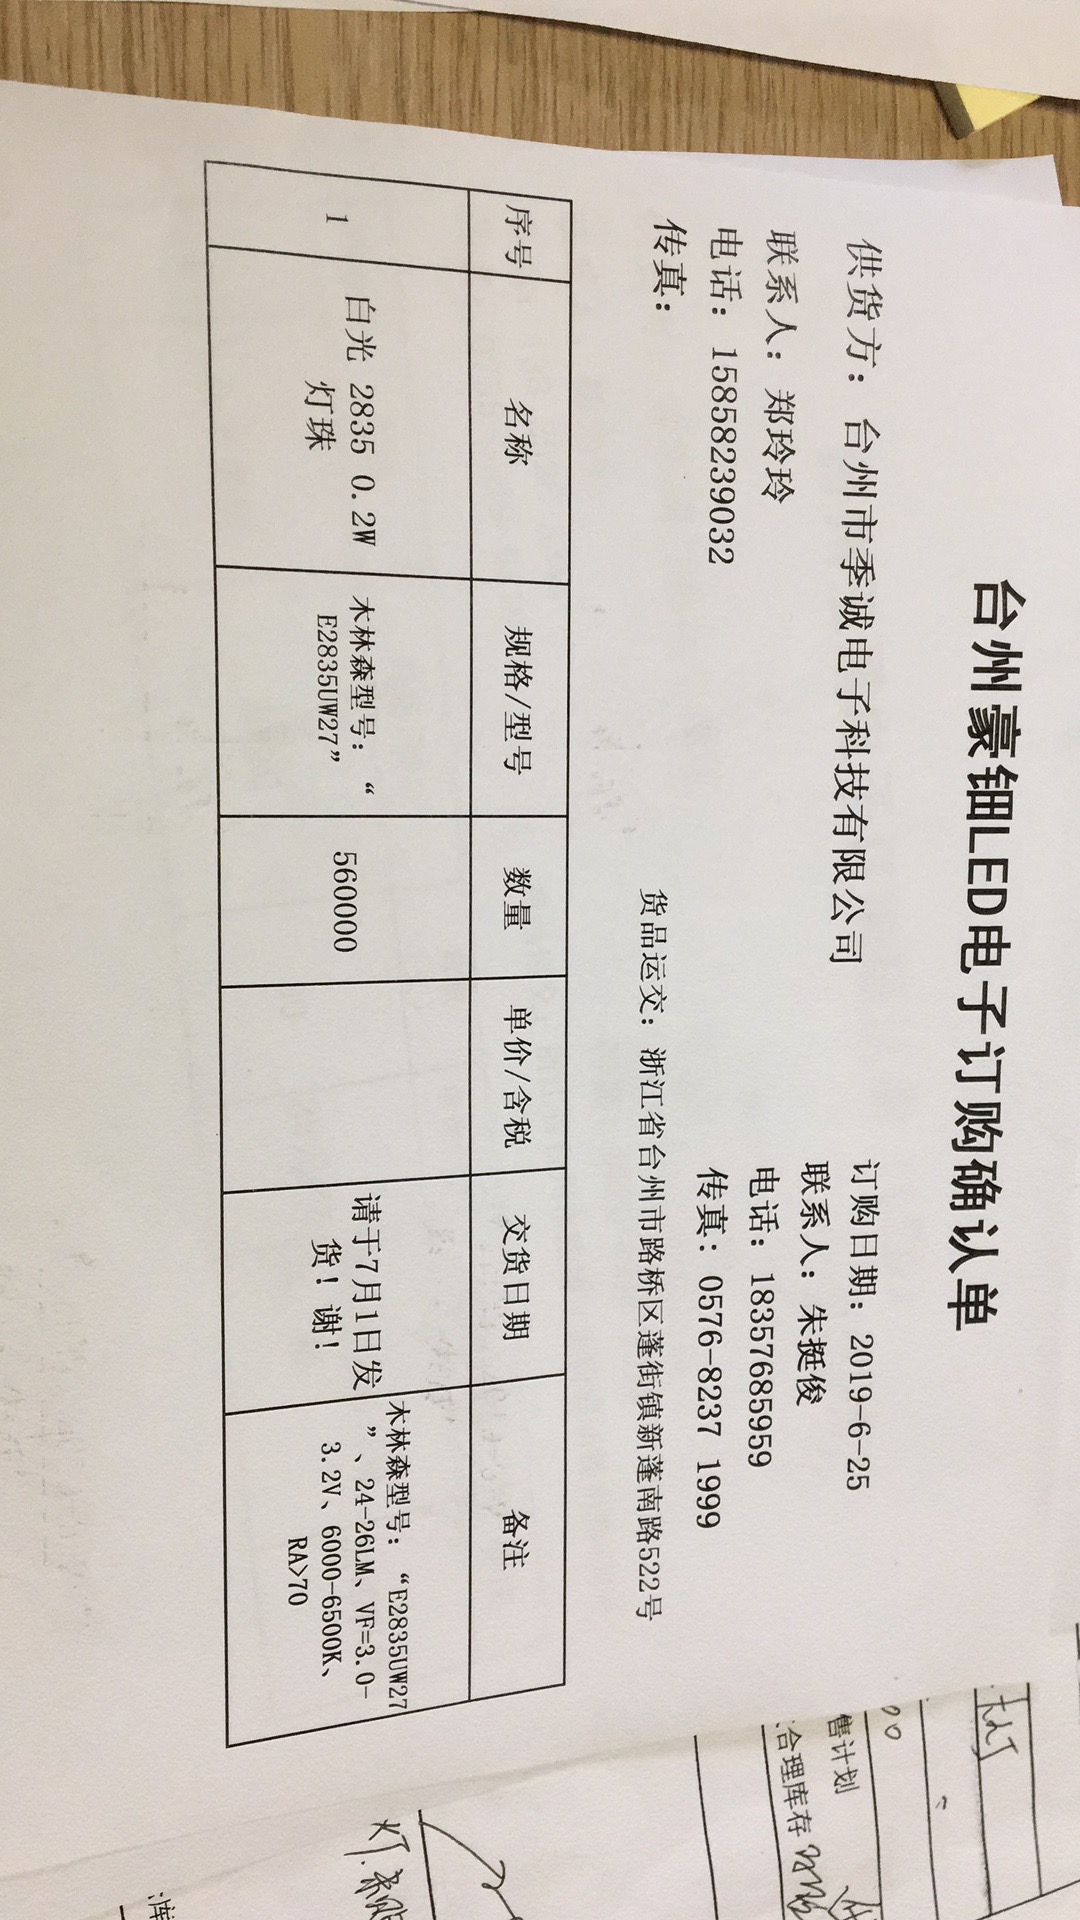 台州豪钿LED电子订购确认单
供货方: 台州市季诚电子科技有限公司
订购日期: 2019-6-25
联系人: 郑玲玲
联系人: 朱挺俊
电话: 15858239032
电话: 18357685959
传真:
传真: 0576-8237 1999
货品运交: 浙江省台州市路桥区蓬街镇新蓬南路522号
序号 名称 规格/型号 数量 单价/含税 交货日期 备注
1
白光 2835 0.2W
灯珠
木林森型号: “
E2835UW27”
560000
请于7月1日发
货! 谢!
木林森型号: “E2835UW27
”、24-26LM、VF=3.0-
3.2V、6000-6500K、
RA>70
售计划
合理库存
库